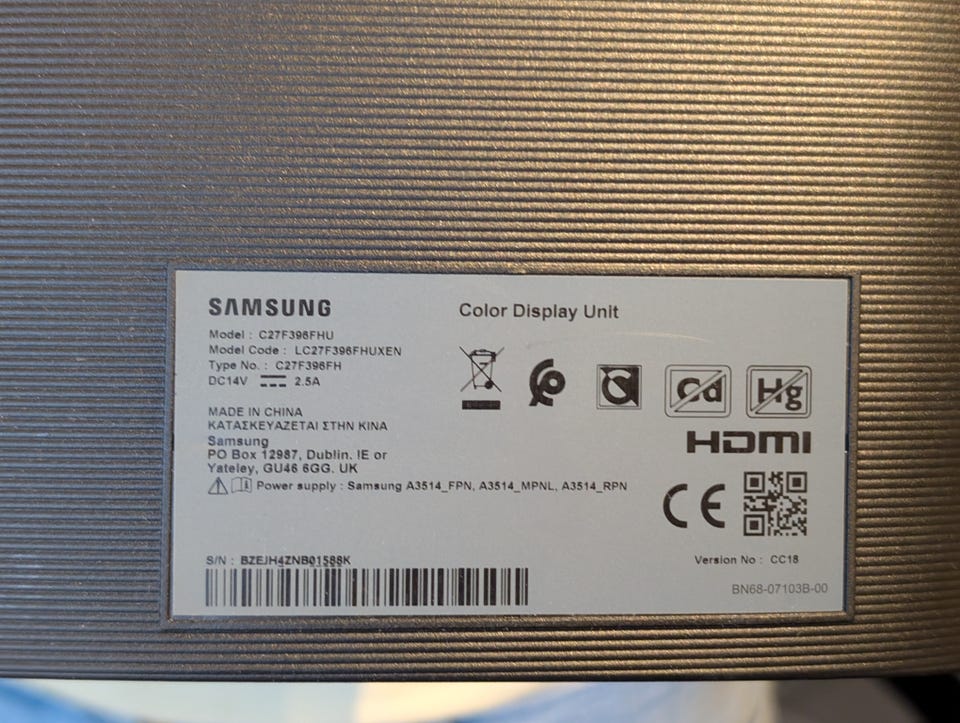 SAMSUNG
Color Display Unit
Model : C27F396FHU
Model Code : LC27F396FHUXEN
Type No. : C27F396FH
DC14V 2.5A
Cd
Hg
MADE IN CHINA
ΚΑΤΑΣΚΕΥΑΖΕΤΑΙ ΣΤΗΝ ΚΙΝΑ
Samsung
PO Box 12987, Dublin. IE or
Yateley, GU46 6GG. UK
HDMI
Power supply : Samsung A3514_FPN, A3514_MPNL, A3514_RPN
CE
S/N : BZEJH4ZNB01588K
Version No : CC18
BN68-07103B-00